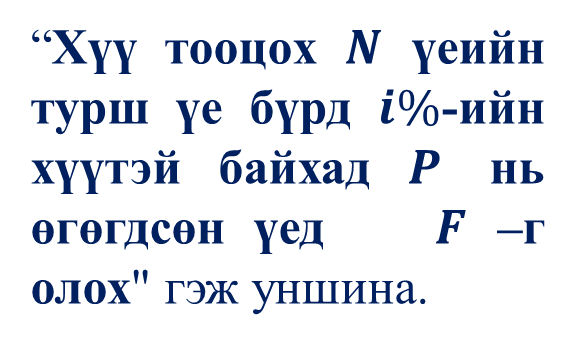 “Хүү тооцох N үеийн
турш үе бүрд i%-ийн
хүүтэй байхад P нь
өгөгдсөн үед F –г
олох" гэж уншина.